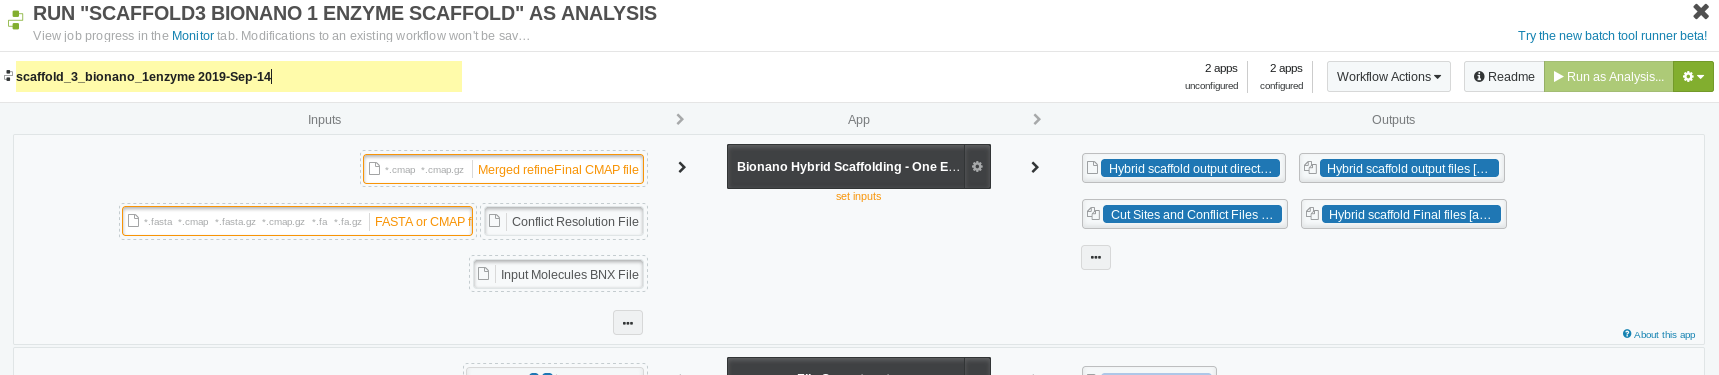 RUN "SCAFFOLD3 BIONANO 1 ENZYME SCAFFOLD" AS ANALYSIS
View job progress in the Monitor tab. Modifications to an existing workflow won't be sav…
Try the new batch tool runner beta!
scaffold_3_bionano_1enzyme 2019-Sep-14
2 apps
unconfigured
2 apps
configured
Workflow Actions
Readme
Run as Analysis...
Inputs
App
Outputs
*.cmap *.cmap.gz Merged refineFinal CMAP file
Bionano Hybrid Scaffolding - One E…
set inputs
Hybrid scaffold output direct…
Hybrid scaffold output files […
*.fasta *.cmap *.fasta.gz *.cmap.gz *.fa *.fa.gz FASTA or CMAP f
Conflict Resolution File
Cut Sites and Conflict Files …
Hybrid scaffold Final files [a…
Input Molecules BNX File
About this app